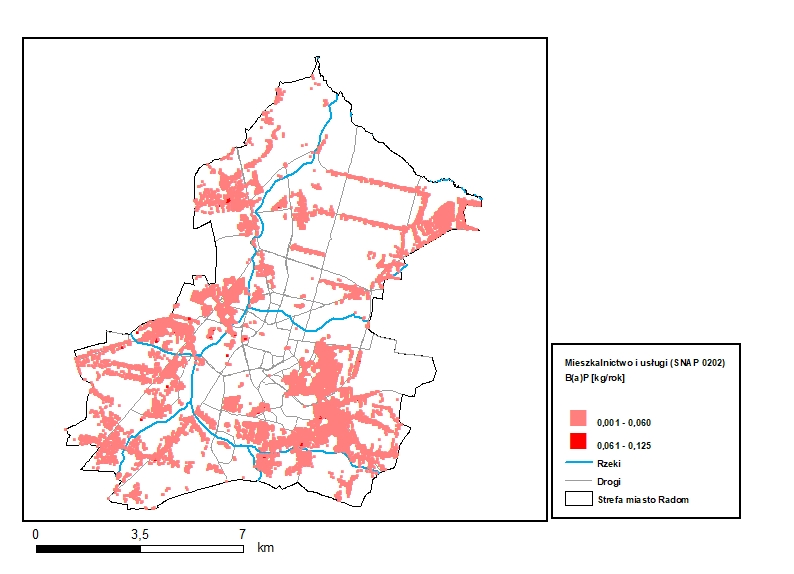 Mieszkalnictwo i usługi (SNAP 0202)
B(a)P [kg/rok]
0,001 - 0,060
0,061 - 0,125
Rzeki
Drogi
Strefa miasto Radom
0 3,5 7
km